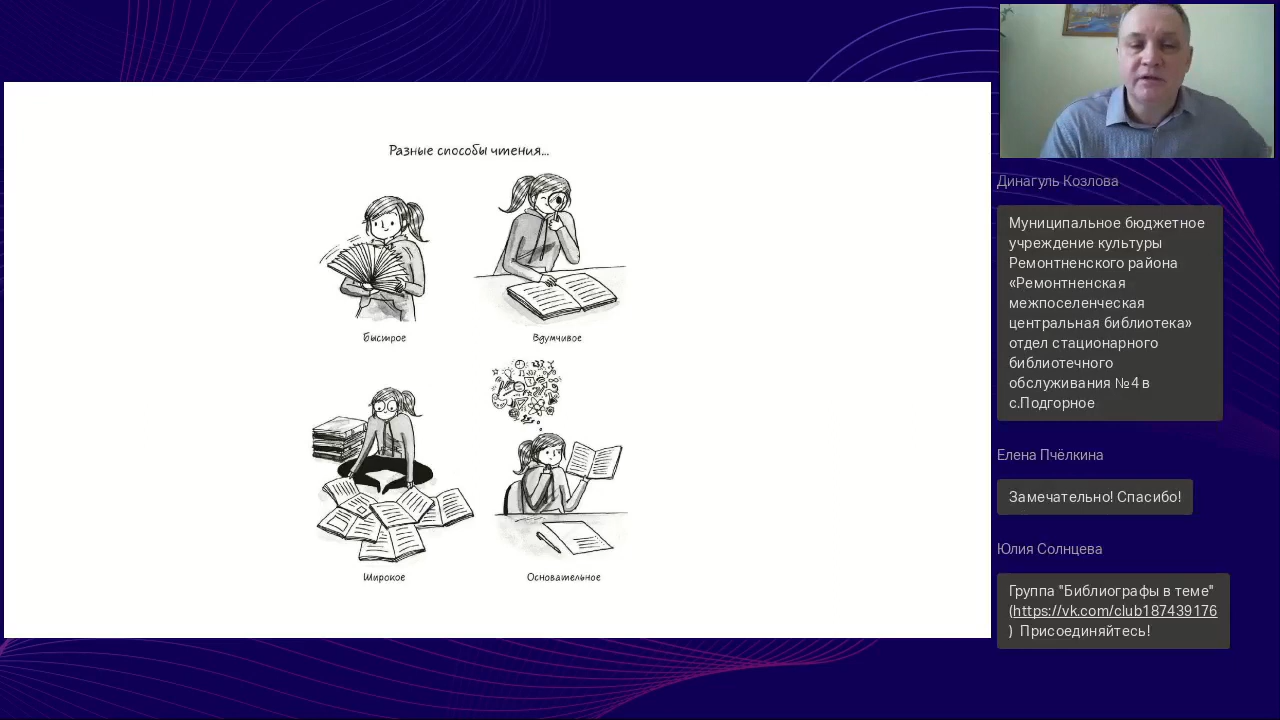 Разные способы чтения...
Быстрое
Вдумчивое
Широкое
Основательное
Динагуль Козлова
Муниципальное бюджетное
учреждение культуры
Ремонтненского района
«Ремонтненская
межпоселенческая
центральная библиотека»
отдел стационарного
библиотечного
обслуживания №4 в
с.Подгорное
Елена Пчёлкина
Замечательно! Спасибо!
Юлия Солнцева
Группа "Библиографы в теме"
(https://vk.com/club187439176
) Присоединяйтесь!